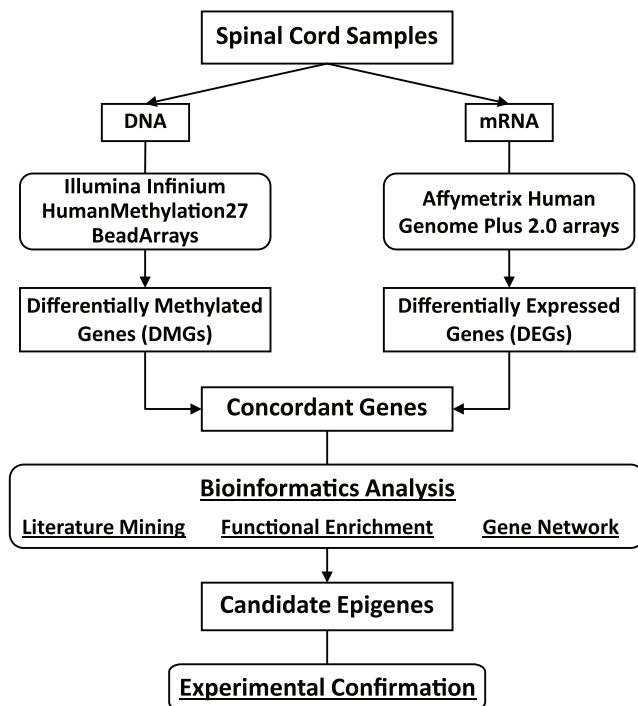 Spinal Cord Samples
DNA
mRNA
Illumina Infinium
HumanMethylation27
BeadArrays
Affymetrix Human
Genome Plus 2.0 arrays
Differentially Methylated
Genes (DMGs)
Differentially Expressed
Genes (DEGs)
Concordant Genes
Bioinformatics Analysis
Literature Mining Functional Enrichment Gene Network
Candidate Epigenes
Experimental Confirmation